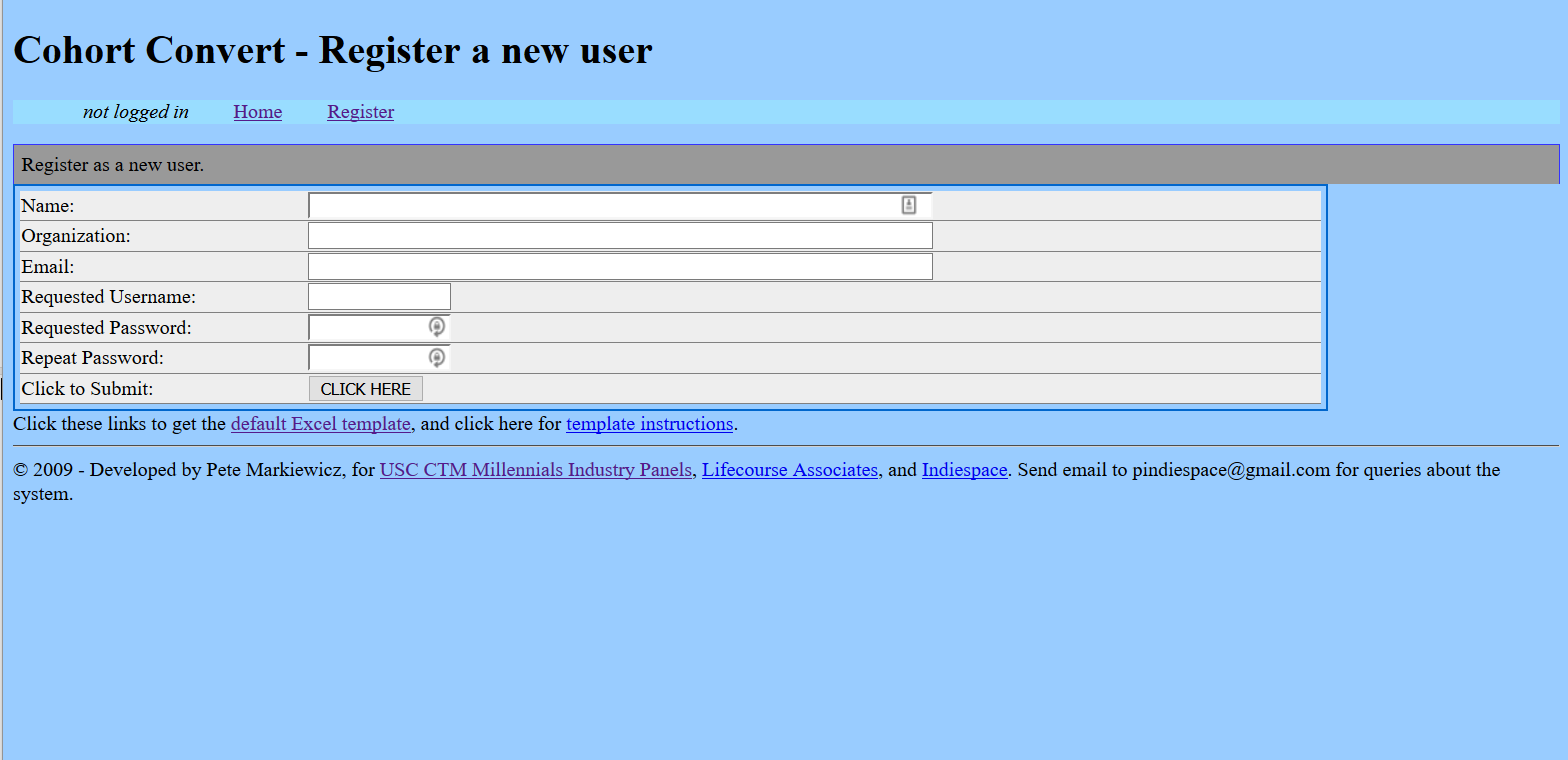 Cohort Convert - Register a new user
not logged in Home Register
Register as a new user.
Name:
Organization:
Email:
Requested Username:
Requested Password:
Repeat Password:
Click to Submit: CLICK HERE
Click these links to get the default Excel template, and click here for template instructions.
© 2009 - Developed by Pete Markiewicz, for USC CTM Millennials Industry Panels, Lifecourse Associates, and Indiespace. Send email to pindiespace@gmail.com for queries about the
system.